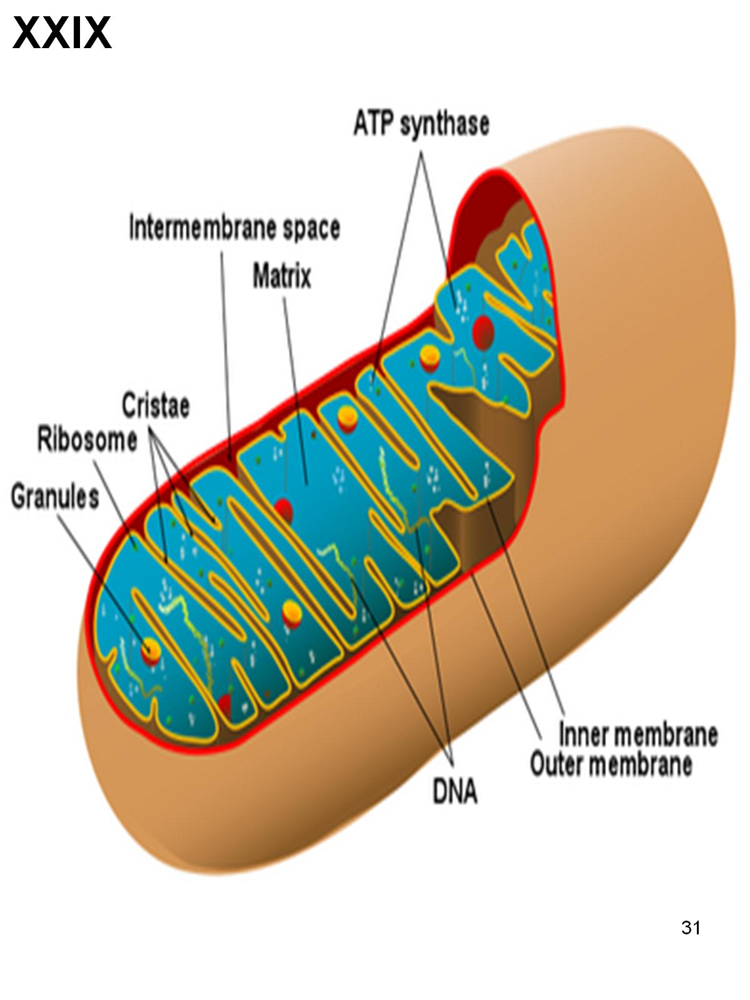 XXIX
ATP synthase
Intermembrane space
Matrix
Cristae
Ribosome
Granules
Inner membrane
Outer membrane
DNA
31